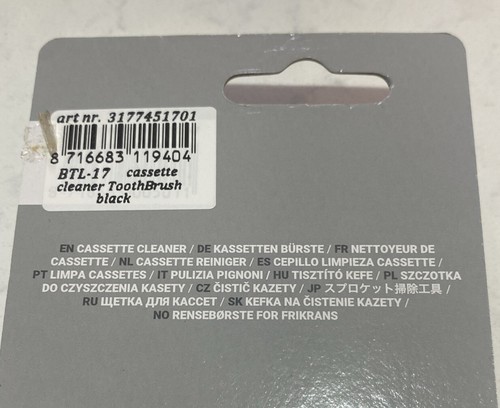 art nr. 3177451701
8 716683 119404
BTL-17 cassette
cleaner ToothBrush
black
EN CASSETTE CLEANER / DE KASSETTEN BÜRSTE / FR NETTOYEUR DE
CASSETTE / NL CASSETTE REINIGER / ES CEPILLO LIMPIEZA CASSETTE /
PT LIMPA CASSETES / IT PULIZIA PIGNONI / HU TISZTÍTÓ KEFE / PL SZCZOTKA
DO CZYSZCZENIA KASETY / CZ ČISTIČ KAZETY / JP スプロケット掃除工具 /
RU ЩЕТКА ДЛЯ КАССЕТ / SK KEFKA NA ČISTENIE KAZETY /
NO RENSEBØRSTE FOR FRIKRANS